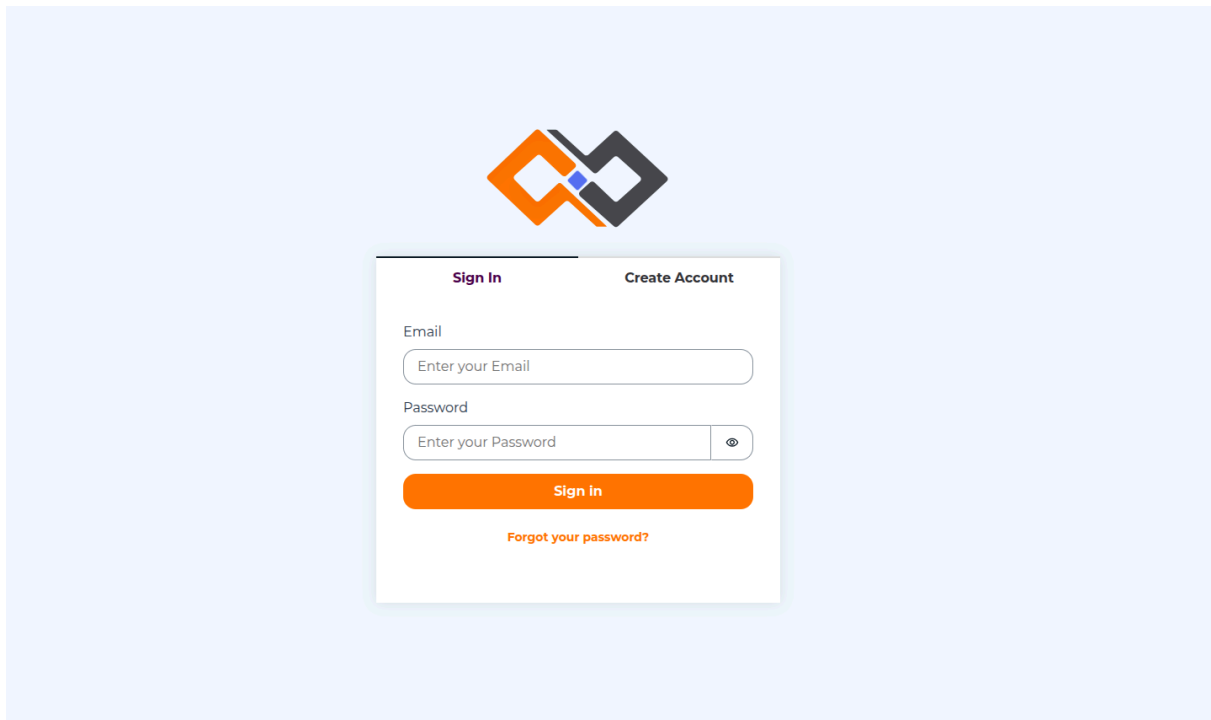 Sign In
Create Account
Email
Enter your Email
Password
Enter your Password
Sign in
Forgot your password?